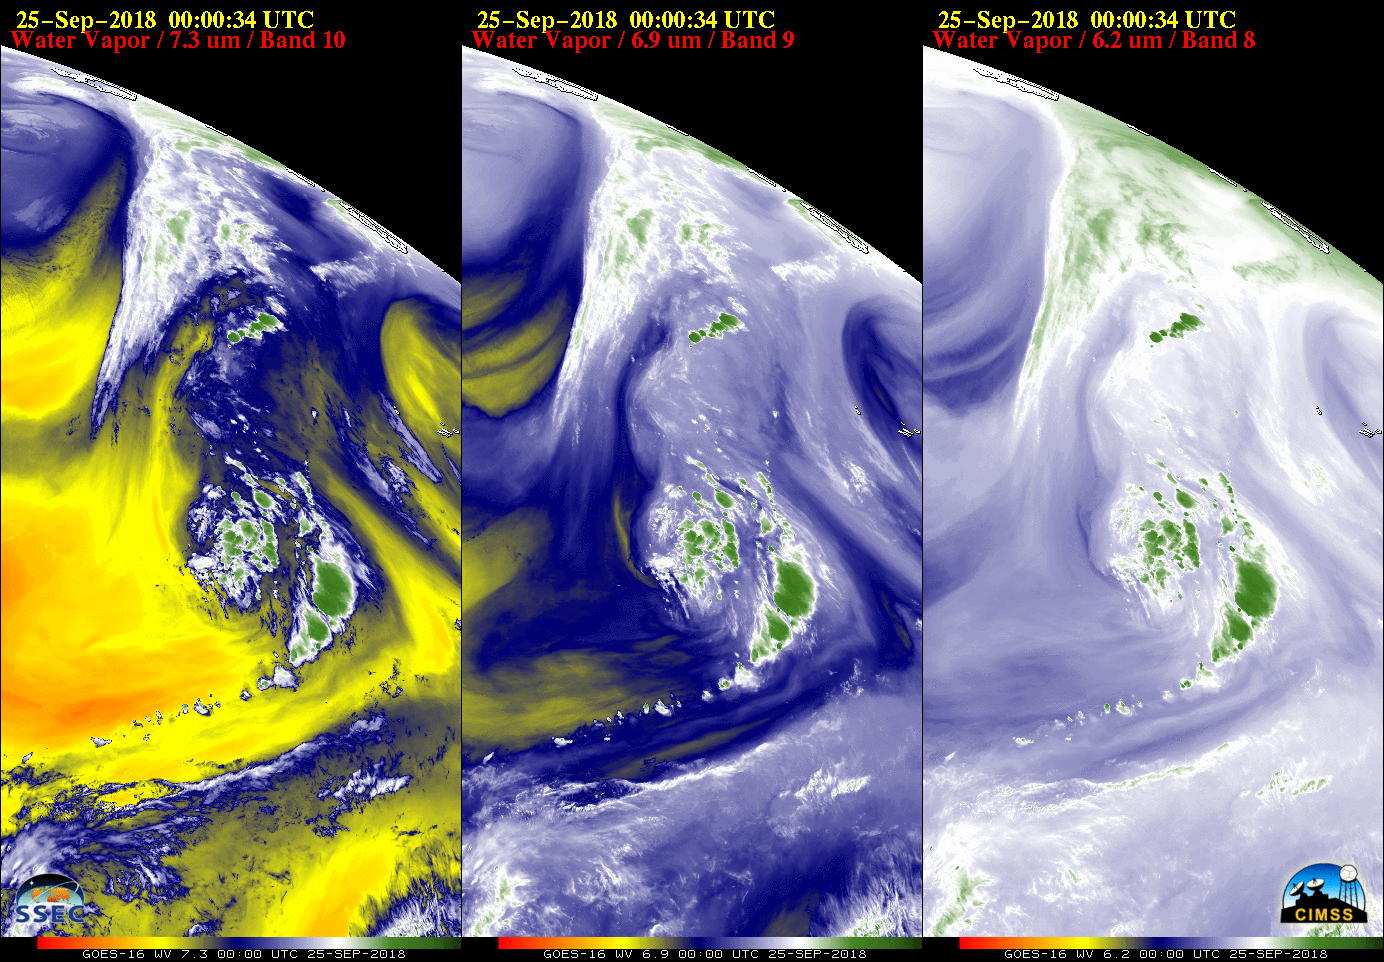 25-Sep-2018 00:00:34 UTC
Water Vapor / 7.3 um / Band 10
25-Sep-2018 00:00:34 UTC
Water Vapor / 6.9 um / Band 9
25-Sep-2018 00:00:34 UTC
Water Vapor / 6.2 um / Band 8
SSEC
CIMSS
GOES-16 WV 7.3 00:00 UTC 25-SEP-2018
GOES-16 WV 6.9 00:00 UTC 25-SEP-2018
GOES-16 WV 6.2 00:00 UTC 25-SEP-2018